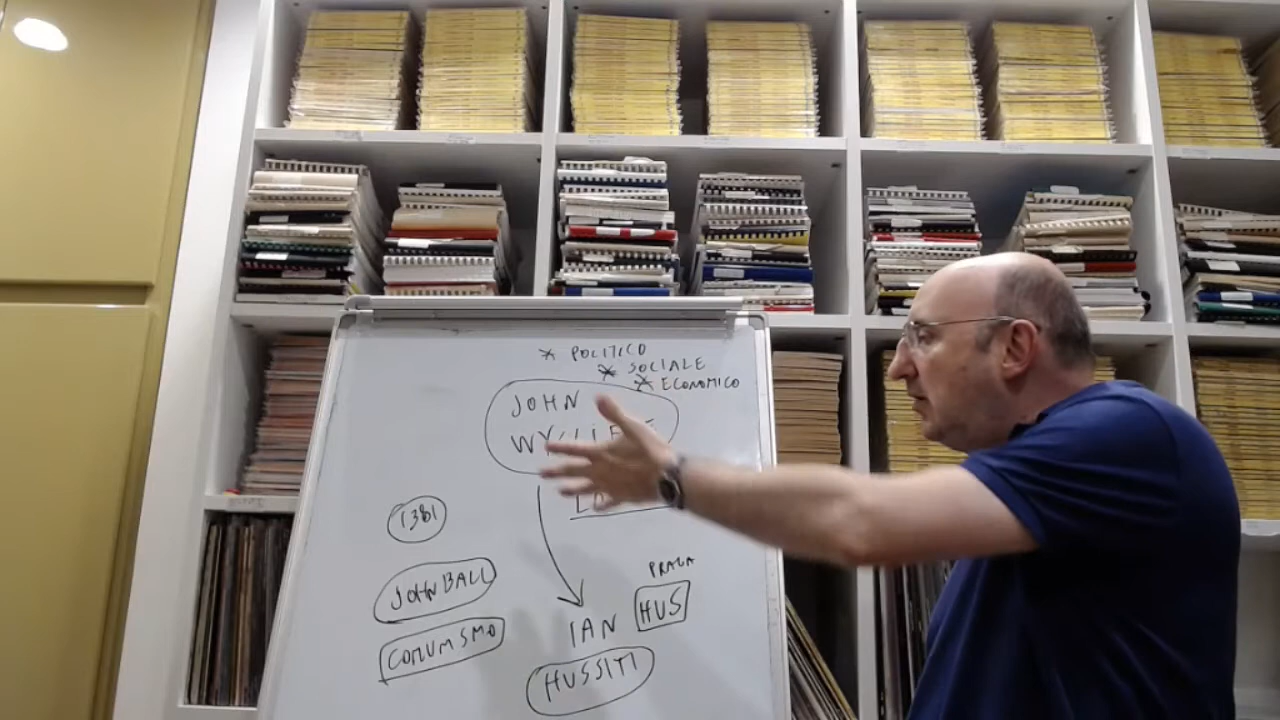 * POLITICO
* SOCIALE
* ECONOMICO
JOHN
1381
PRAGA
JOHN BALL
HUS
IAN
COMUNISMO
HUSSITI